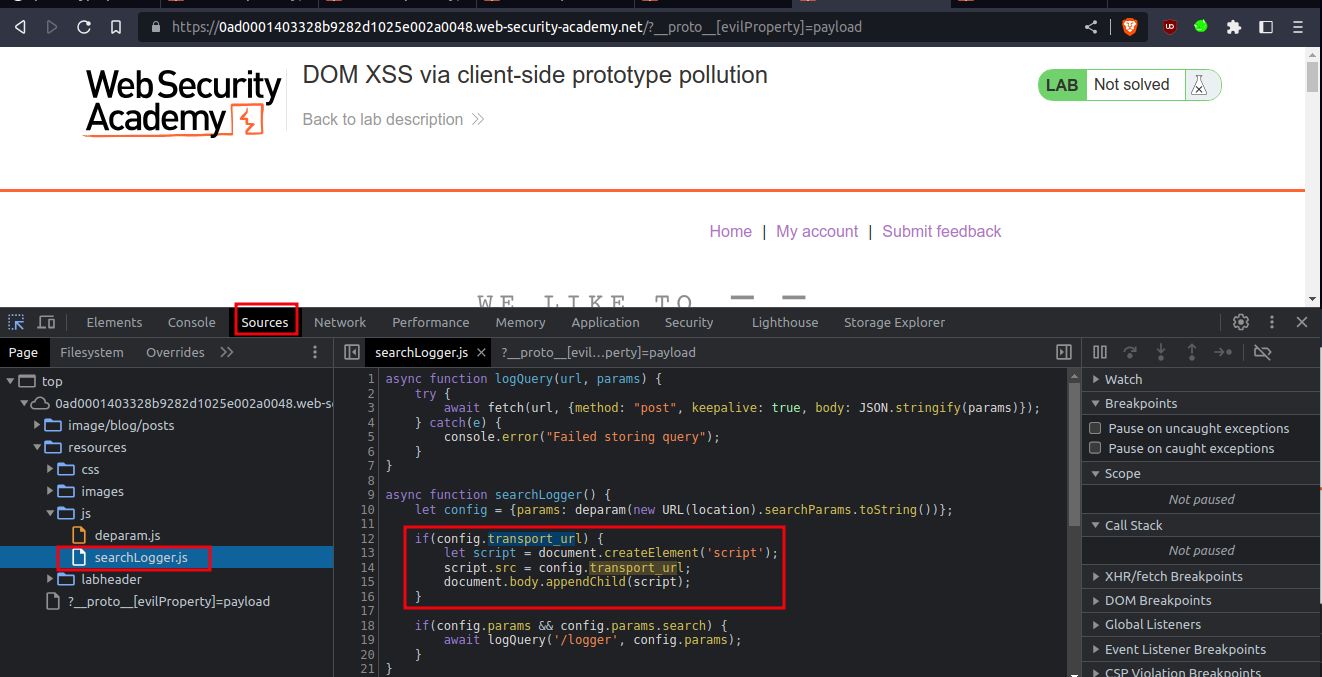 https://0ad0001403328b9282d1025e002a0048.web-security-academy.net/?__proto__[evilProperty]=payload
Web Security
Academy
DOM XSS via client-side prototype pollution
Back to lab description
LAB Not solved
Home | My account | Submit feedback
WE LIKE TO
Elements Console Sources Network Performance Memory Application Security Lighthouse Storage Explorer
Page Filesystem Overrides
searchLogger.js × ?__proto__[evil…perty]=payload
top
0ad0001403328b9282d1025e002a0048.web-s
image/blog/posts
resources
css
images
js
deparam.js
searchLogger.js
labheader
?__proto__[evilProperty]=payload
1 async function logQuery(url, params) {
2 try {
3 await fetch(url, {method: "post", keepalive: true, body: JSON.stringify(params)});
4 } catch(e) {
5 console.error("Failed storing query");
6 }
7 }
8
9 async function searchLogger() {
10 let config = {params: deparam(new URL(location).searchParams.toString())};
11
12 if(config.transport_url) {
13 let script = document.createElement('script');
14 script.src = config.transport_url;
15 document.body.appendChild(script);
16 }
17
18 if(config.params && config.params.search) {
19 await logQuery('/logger', config.params);
20 }
21 }
Watch
Breakpoints
Pause on uncaught exceptions
Pause on caught exceptions
Scope
Not paused
Call Stack
Not paused
XHR/fetch Breakpoints
DOM Breakpoints
Global Listeners
Event Listener Breakpoints
CSP Violation Breakpoints